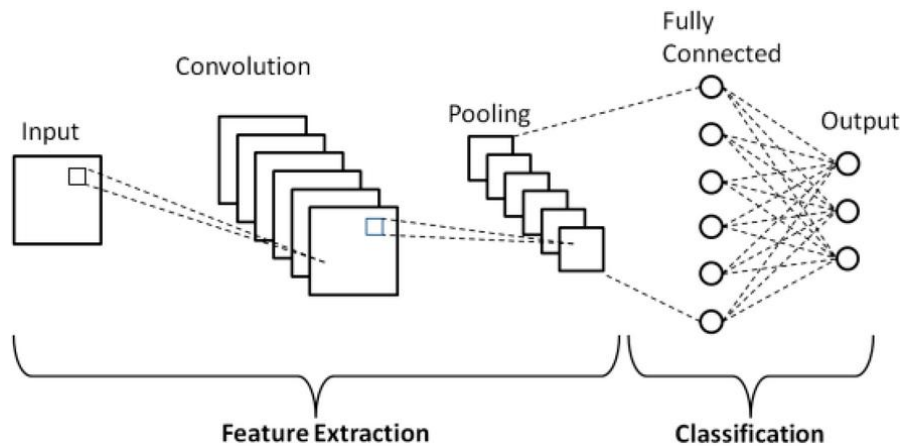 Fully
Connected
Convolution
Pooling
Input
Output
Feature Extraction
Classification